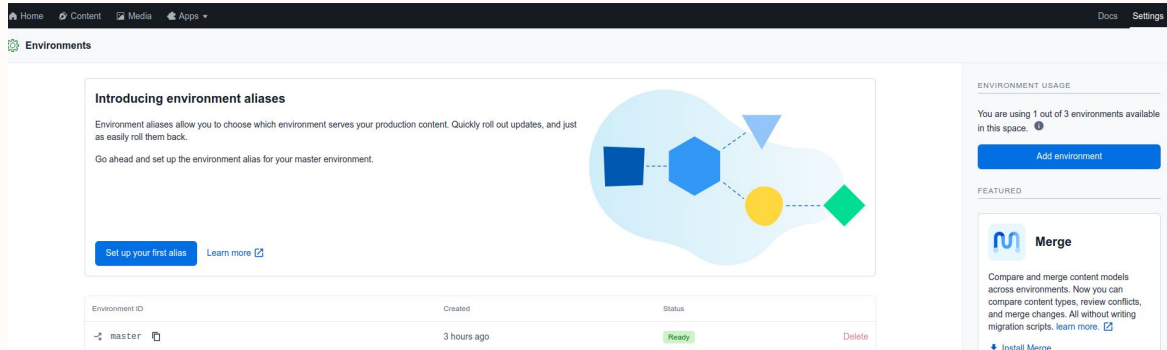 Home Content Media Apps Docs Settings
Environments
Introducing environment aliases
Environment aliases allow you to choose which environment serves your production content. Quickly roll out updates, and just
as easily roll them back.
Go ahead and set up the environment alias for your master environment.
Set up your first alias Learn more
Environment ID Created Status
master 3 hours ago Ready Delete
ENVIRONMENT USAGE
You are using 1 out of 3 environments available
in this space.
Add environment
FEATURED
Merge
Compare and merge content models
across environments. Now you can
compare content types, review conflicts,
and merge changes. All without writing
migration scripts. learn more.
Install Merge